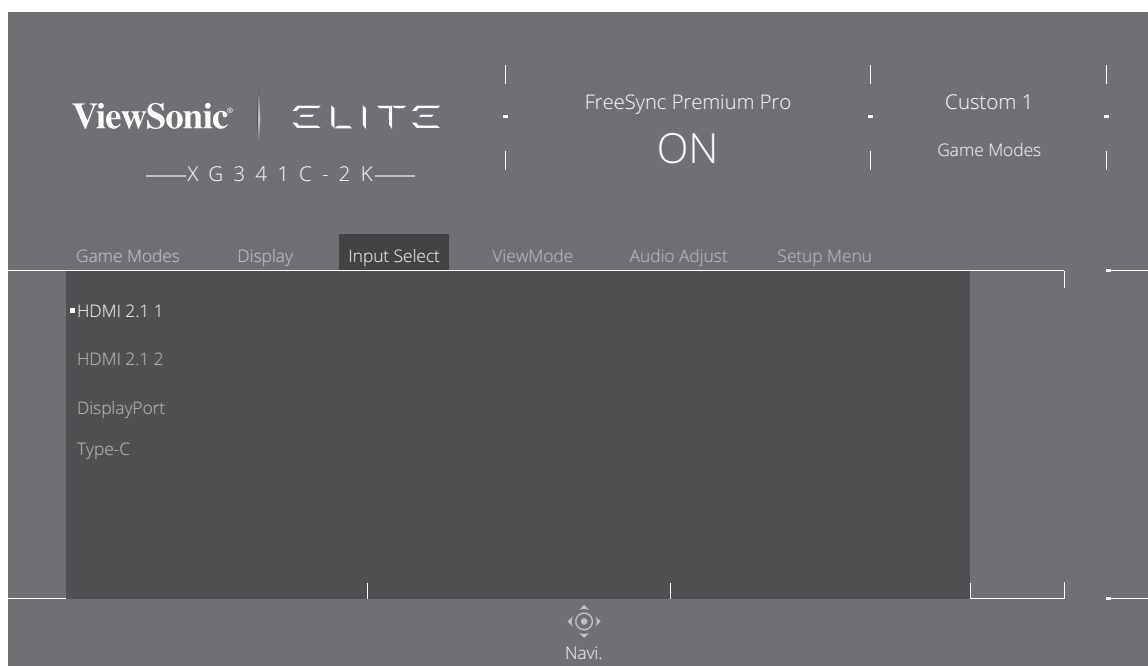 ViewSonic® ELITE
XG341C-2K
FreeSync Premium Pro
ON
Custom 1
Game Modes
Game Modes Display Input Select ViewMode Audio Adjust Setup Menu
HDMI 2.1 1
HDMI 2.1 2
DisplayPort
Type-C
Navi.